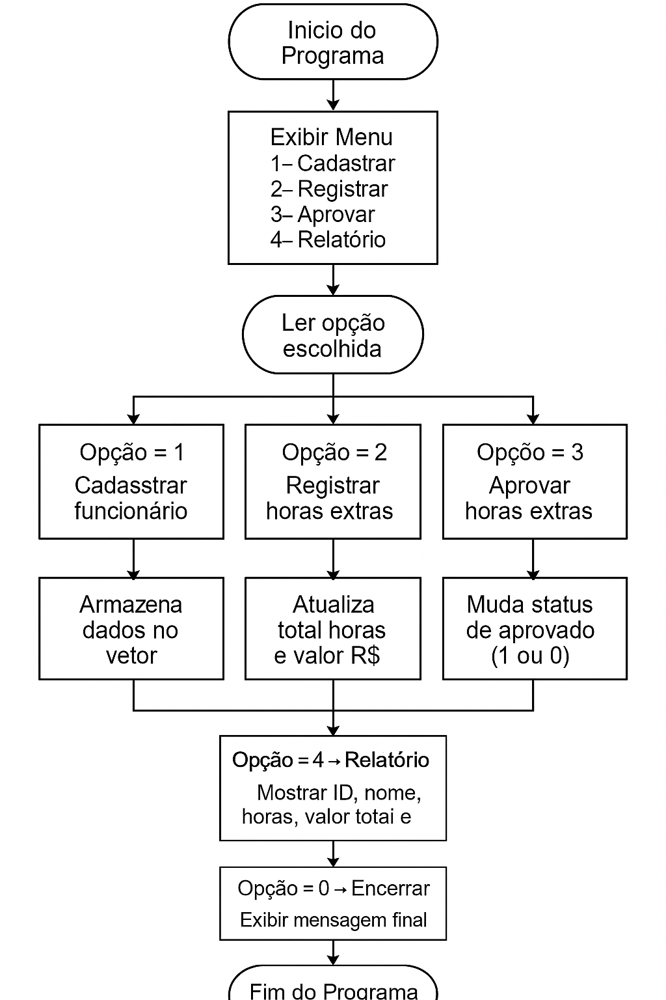 Inicio do
Programa
Exibir Menu
1– Cadastrar
2– Registrar
3– Aprovar
4– Relatório
Ler opção
escolhida
Opção = 1
Cadasstrar
funcionário
Opção = 2
Registrar
horas extras
Opçõo = 3
Aprovar
horas extras
Armazena
dados no
vetor
Atualiza
total horas
e valor R$
Muda status
de aprovado
(1 ou 0)
Opção = 4 → Relatório
Mostrar ID, nome,
horas, valor totai e
Opção = 0 → Encerrar
Exibir mensagem final
Fim do Programa